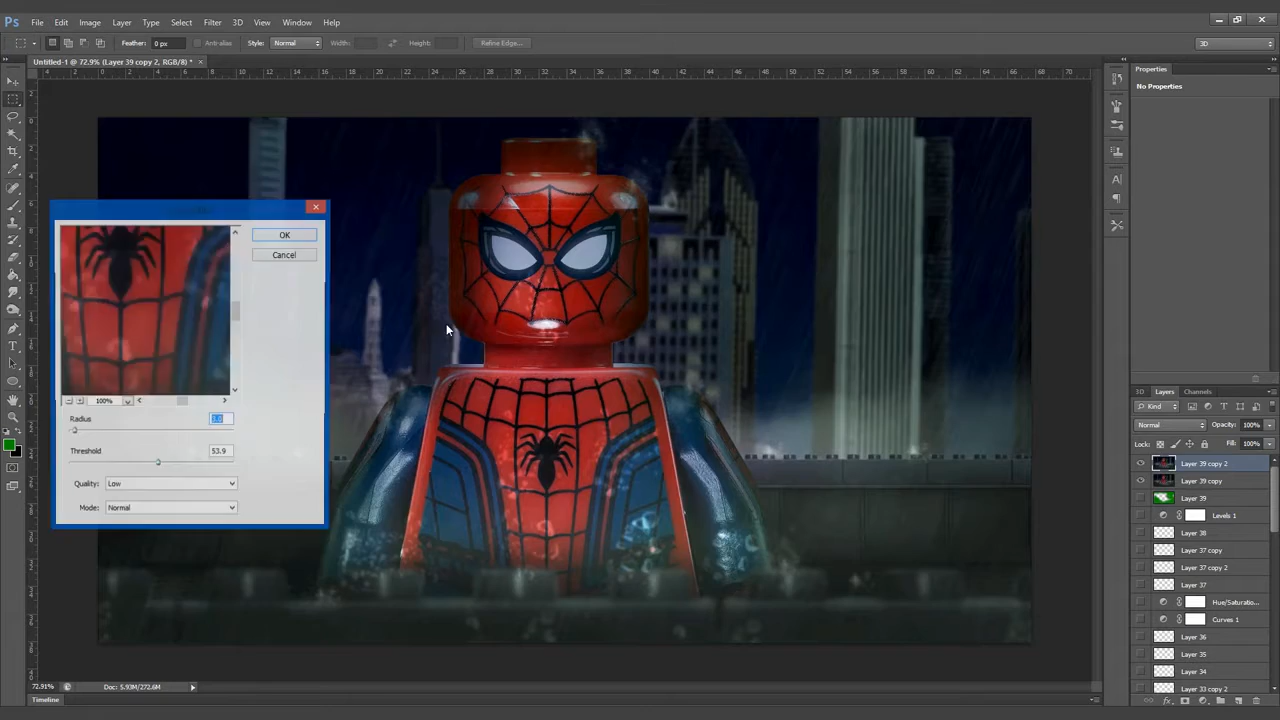 Ps File Edit Image Layer Type Select Filter 3D View Window Help
Feather: 0 px Anti-alias Style: Normal Width: Height: Refine Edge... 3D
Untitled-1 @ 72.9% (Layer 39 copy 2, RGB/8) * ×
Properties
No Properties
OK
Cancel
100%
Radius
Threshold 53.9
Quality: Low
Mode: Normal
3D Layers Channels
Kind
Normal Opacity: 100%
Lock: Fill: 100%
Layer 39 copy 2
Layer 39 copy
Layer 39
Levels 1
Layer 38
Layer 37 copy
Layer 37 copy 2
Layer 37
Hue/Saturatio...
Curves 1
Layer 36
Layer 35
Layer 34
Layer 33 copy 2
72.91% Doc: 5.93M/272.6M
Timeline